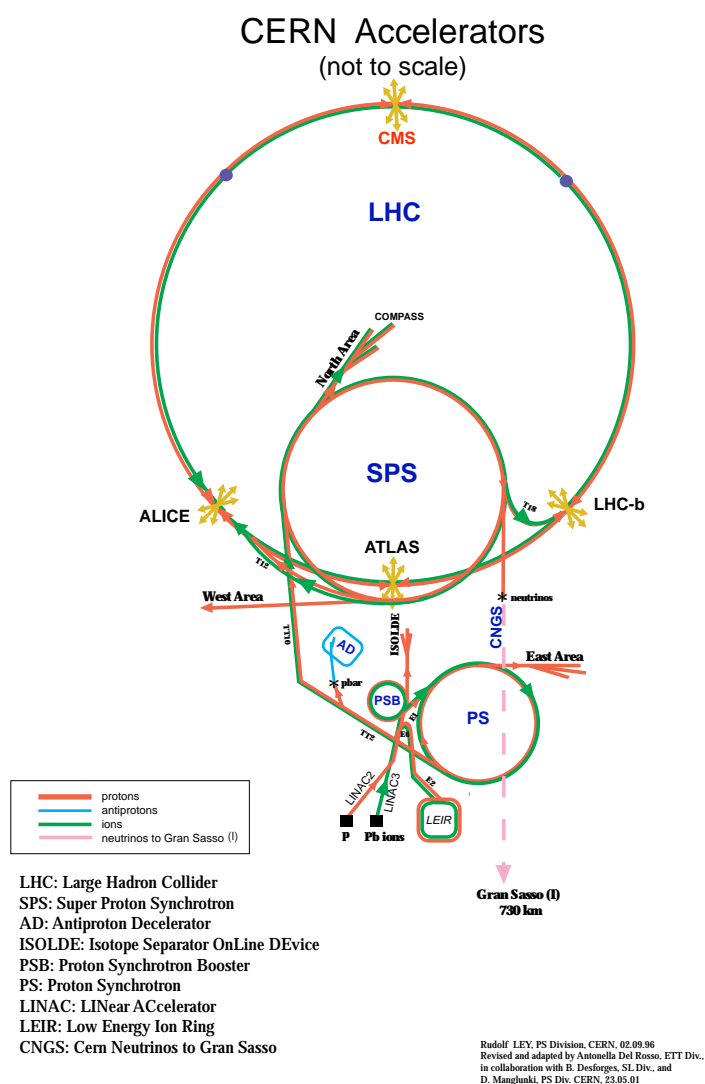 CERN Accelerators
(not to scale)
CMS
LHC
COMPASS
North Area
SPS
ALICE
LHC-b
TI8
ATLAS
TI2
West Area
* neutrinos
CNGS
ISOLDE
TT10
East Area
AD
* pbar
PSB
PS
E1
E0
TT2
E2
LINAC2
LINAC3
LEIR
P
Pb ions
protons
antiprotons
ions
neutrinos to Gran Sasso (I)
Gran Sasso (I)
730 km
LHC: Large Hadron Collider
SPS: Super Proton Synchrotron
AD: Antiproton Decelerator
ISOLDE: Isotope Separator OnLine DEvice
PSB: Proton Synchrotron Booster
PS: Proton Synchrotron
LINAC: LINear ACcelerator
LEIR: Low Energy Ion Ring
CNGS: Cern Neutrinos to Gran Sasso
Rudolf LEY, PS Division, CERN, 02.09.96
Revised and adapted by Antonella Del Rosso, ETT Div.,
in collaboration with B. Desforges, SL Div., and
D. Manglunki, PS Div. CERN, 23.05.01